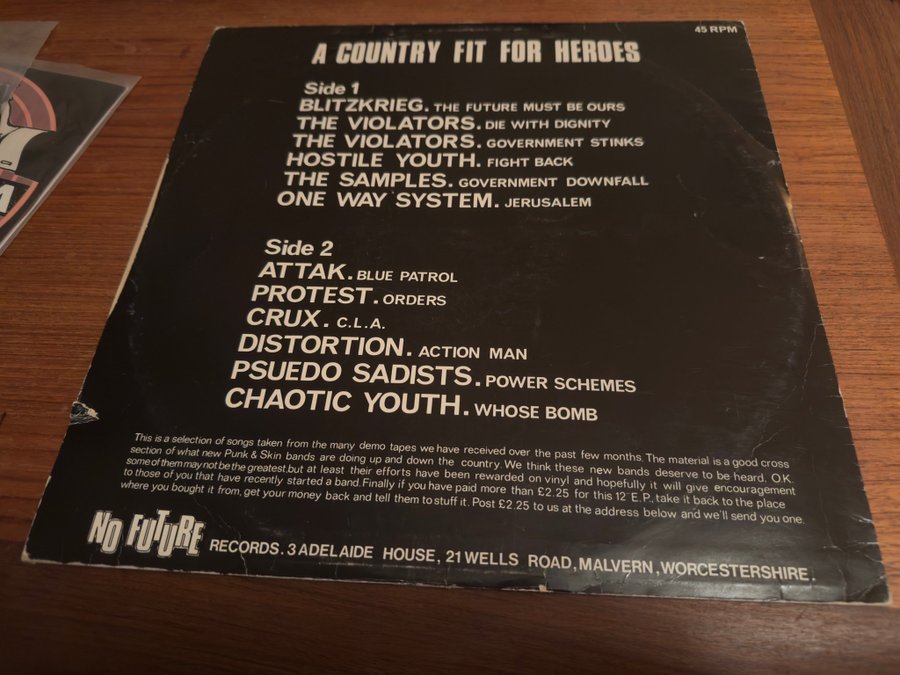 45 RPM
A COUNTRY FIT FOR HEROES
Side 1
BLITZKRIEG. THE FUTURE MUST BE OURS
THE VIOLATORS. DIE WITH DIGNITY
THE VIOLATORS. GOVERNMENT STINKS
HOSTILE YOUTH. FIGHT BACK
THE SAMPLES. GOVERNMENT DOWNFALL
ONE WAY SYSTEM. JERUSALEM
Side 2
ATTAK. BLUE PATROL
PROTEST. ORDERS
CRUX. C.L.A.
DISTORTION. ACTION MAN
PSUEDO SADISTS. POWER SCHEMES
CHAOTIC YOUTH. WHOSE BOMB
This is a selection of songs taken from the many demo tapes we have received over the past few months. The material is a good cross
section of what new Punk & Skin bands are doing up and down the country. We think these new bands deserve to be heard. O.K.
some of them may not be the greatest, but at least their efforts have been rewarded on vinyl and hopefully it will give encouragement
to those of you that have recently started a band. Finally if you have paid more than £2.25 for this 12" E.P., take it back to the place
where you bought it from, get your money back and tell them to stuff it. Post £2.25 to us at the address below and we'll send you one.
NO FUTURE RECORDS. 3 ADELAIDE HOUSE, 21 WELLS ROAD, MALVERN, WORCESTERSHIRE.